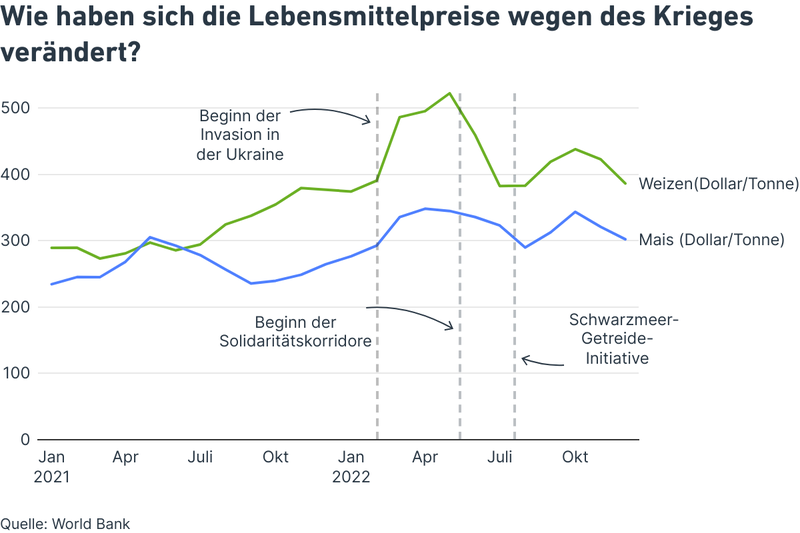 Wie haben sich die Lebensmittelpreise wegen des Krieges
verändert?
500
400
300
200
100
0
Beginn der
Invasion in
der Ukraine
Weizen(Dollar/Tonne)
Mais (Dollar/Tonne)
Beginn der
Solidaritätskorridore
Schwarzmeer-
Getreide-
Initiative
Jan
2021
Apr
Juli
Okt
Jan
2022
Apr
Juli
Okt
Quelle: World Bank